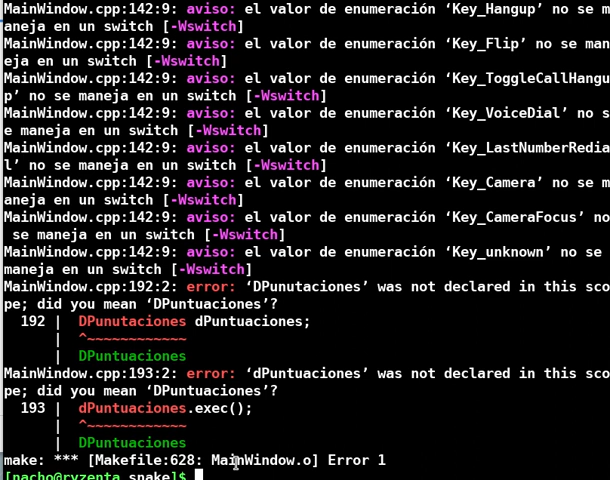 MainWindow.cpp:142:9: aviso: el valor de enumeración ‘Key_Hangup’ no se m
aneja en un switch [-Wswitch]
MainWindow.cpp:142:9: aviso: el valor de enumeración ‘Key_Flip’ no se man
eja en un switch [-Wswitch]
MainWindow.cpp:142:9: aviso: el valor de enumeración ‘Key_ToggleCallHangu
p’ no se maneja en un switch [-Wswitch]
MainWindow.cpp:142:9: aviso: el valor de enumeración ‘Key_VoiceDial’ no s
e maneja en un switch [-Wswitch]
MainWindow.cpp:142:9: aviso: el valor de enumeración ‘Key_LastNumberRedia
l’ no se maneja en un switch [-Wswitch]
MainWindow.cpp:142:9: aviso: el valor de enumeración ‘Key_Camera’ no se m
aneja en un switch [-Wswitch]
MainWindow.cpp:142:9: aviso: el valor de enumeración ‘Key_CameraFocus’ no
 se maneja en un switch [-Wswitch]
MainWindow.cpp:142:9: aviso: el valor de enumeración ‘Key_unknown’ no se
maneja en un switch [-Wswitch]
MainWindow.cpp:192:2: error: ‘DPunutaciones’ was not declared in this sco
pe; did you mean ‘DPuntuaciones’?
  192 |  DPunutaciones dPuntuaciones;
      |  ^~~~~~~~~~~~~
      |  DPuntuaciones
MainWindow.cpp:193:2: error: ‘dPuntuaciones’ was not declared in this sco
pe; did you mean ‘DPuntuaciones’?
  193 |  dPuntuaciones.exec();
      |  ^~~~~~~~~~~~~
      |  DPuntuaciones
make: *** [Makefile:628: MainWindow.o] Error 1
[nacho@ryzenta snake]$